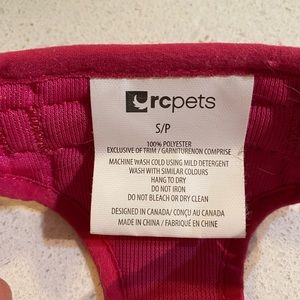 rcpets
S/P
100% POLYESTER
EXCLUSIVE OF TRIM / GARNITURENON COMPRISE
MACHINE WASH COLD USING MILD DETERGENT
WASH WITH SIMILAR COLOURS
HANG TO DRY
DO NOT IRON
DO NOT BLEACH OR DRY CLEAN
DESIGNED IN CANADA / CONÇU AU CANADA
MADE IN CHINA / FABRIQUÉ EN CHINE